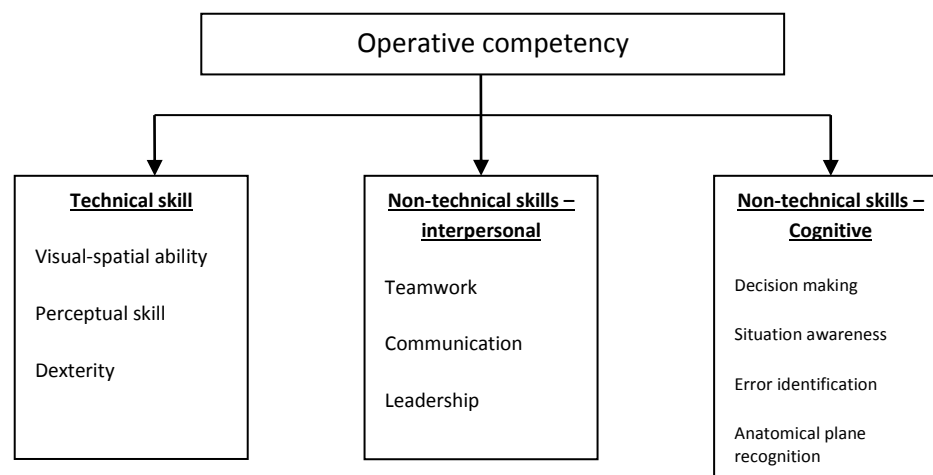 Operative competency
Technical skill
Visual-spatial ability
Perceptual skill
Dexterity
Non-technical skills –
interpersonal
Teamwork
Communication
Leadership
Non-technical skills –
Cognitive
Decision making
Situation awareness
Error identification
Anatomical plane
recognition